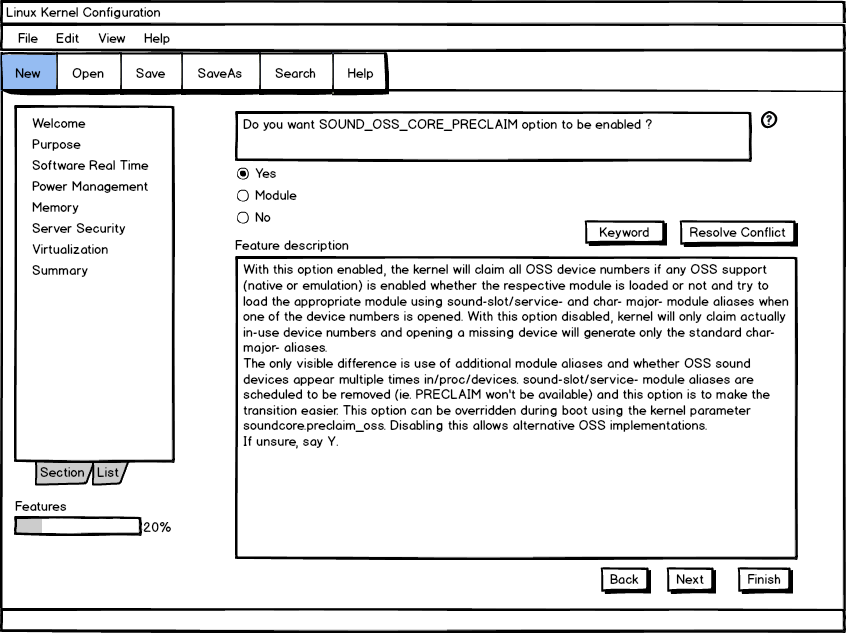 Linux Kernel Configuration
File Edit View Help
New Open Save SaveAs Search Help
Welcome
Purpose
Software Real Time
Power Management
Memory
Server Security
Virtualization
Summary
Section List
Features
20%
Do you want SOUND_OSS_CORE_PRECLAIM option to be enabled ?
?
Yes
Module
No
Keyword Resolve Conflict
Feature description
With this option enabled, the kernel will claim all OSS device numbers if any OSS support
(native or emulation) is enabled whether the respective module is loaded or not and try to
load the appropriate module using sound-slot/service- and char- major- module aliases when
one of the device numbers is opened. With this option disabled, kernel will only claim actually
in-use device numbers and opening a missing device will generate only the standard char-
major- aliases.
The only visible difference is use of additional module aliases and whether OSS sound
devices appear multiple times in/proc/devices. sound-slot/service- module aliases are
scheduled to be removed (ie. PRECLAIM won't be available) and this option is to make the
transition easier. This option can be overridden during boot using the kernel parameter
soundcore.preclaim_oss. Disabling this allows alternative OSS implementations.
If unsure, say Y.
Back Next Finish